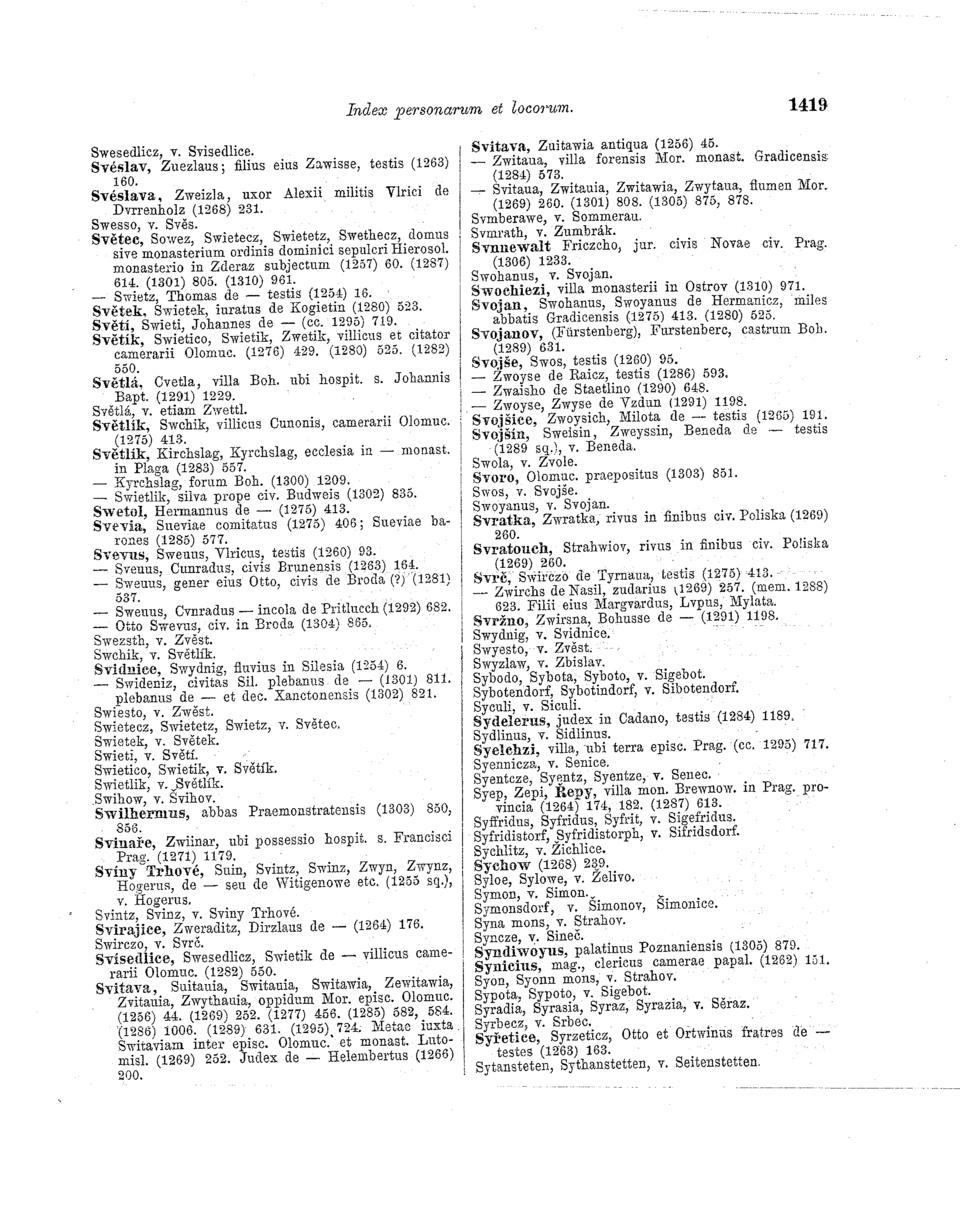 Index personarum et locorum.
1419
Swesedlicz, v. Svisedlice.
Svéslav, Zuezlaus; filius eius Zawisse, testis (1263)
160.
Svéslava, Zweizla, uxor Alexii militis Vlrici de
Dvrrenholz (1268) 231.
Swesso, v. Svěs.
Světec, Sowez, Swietecz, Swietetz, Swethecz, domus
sive monasterium ordinis dominici sepulcri Hierosol.
monasterio in Zderaz subjectum (1257) 60. (1287)
614. (1301) 805. (1310) 961.
— Swietz, Thomas de — testis (1254) 16.
Světek, Swietek, iuratus de Kogietin (1280) 523.
Světí, Swieti, Johannes de — (cc. 1295) 719.
Světík, Swietico, Swietik, Zwetik, villicus et citator
camerarii Olomuc. (1276) 429. (1280) 525. (1282)
550.
Světlá, Cvetla, villa Boh. ubi hospit. s. Johannis
Bapt. (1291) 1229.
Světlá, v. etiam Zwettl.
Světlík, Swchik, villicus Cunonis, camerarii Olomuc.
(1275) 413.
Světlík, Kirchslag, Kyrchslag, ecclesia in — monast.
in Plaga (1283) 557.
— Kyrchslag, forum Boh. (1300) 1209.
— Swietlik, silva prope civ. Budweis (1302) 835.
Swetol, Hermannus de — (1275) 413.
Svevia, Sueviae comitatus (1275) 406; Sueviae ba-
rones (1285) 577.
Svevus, Sweuus, Vlricus, testis (1260) 93.
— Sveuus, Cunradus, civis Brunensis (1263) 164.
— Sweuus, gener eius Otto, civis de Broda (?) (1281)
537.
— Sweuus, Cvnradus — incola de Pritlucch (1292) 682.
— Otto Swevus, civ. in Broda (1304) 865.
Swezsth, v. Zvěst.
Swchik, v. Světlík.
Svidnice, Swydnig, fluvius in Silesia (1254) 6.
— Swideniz, civitas Sil. plebanus de — (1301) 811.
plebanus de — et dec. Xanctonensis (1302) 821.
Swiesto, v. Zwěst.
Swietecz, Swietetz, Swietz, v. Světec.
Swietek, v. Světek.
Swieti, v. Světí.
Swietico, Swietik, v. Světík.
Swietlik, v. Světlík.
Swihow, v. Švihov.
Swilhermus, abbas Praemonstratensis (1303) 850,
856.
Svinaře, Zwiinar, ubi possessio hospit. s. Francisci
Prag. (1271) 1179.
Sviny Trhové, Suin, Svintz, Swinz, Zwyn, Zwynz,
Hogerus, de — seu de Witigenowe etc. (1255 sq.),
v. Hogerus.
Svintz, Svinz, v. Sviny Trhové.
Svirajice, Zweraditz, Dirzlaus de — (1264) 176.
Swirczo, v. Svrč.
Svísedlice, Swesedlicz, Swietik de — villicus came-
rarii Olomuc. (1282) 550.
Svitava, Suitauia, Switauia, Switawia, Zewitawia,
Zvitauia, Zwythauia, oppidum Mor. episc. Olomuc.
(1256) 44. (1269) 252. (1277) 456. (1285) 582, 584.
(1286) 1006. (1289) 631. (1295) 724. Metae iuxta
Switaviam inter episc. Olomuc. et monast. Luto-
misl. (1269) 252. Judex de — Helembertus (1266)
200.
Svitava, Zuitawia antiqua (1256) 45.
— Zwitaua, villa forensis Mor. monast. Gradicensis
(1284) 573.
— Svitaua, Zwitauia, Zwitawia, Zwytaua, flumen Mor.
(1269) 260. (1301) 808. (1305) 875, 878.
Svmberawe, v. Sommerau.
Svmrath, v. Zumbrák.
Svnnewalt Friczcho, jur. civis Novae civ. Prag.
(1306) 1233.
Swohanus, v. Svojan.
Swochiezi, villa monasterii in Ostrov (1310) 971.
Svojan, Swohanus, Swoyanus de Hermanicz, miles
abbatis Gradicensis (1275) 413. (1280) 525.
Svojanov, (Fürstenberg), Furstenberc, castrum Boh.
(1289) 631.
Svojše, Swos, testis (1260) 95.
— Zwoyse de Raicz, testis (1286) 593.
— Zwaisho de Staetlino (1290) 648.
— Zwoyse, Zwyse de Vzdun (1291) 1198.
Svojšice, Zwoysich, Milota de — testis (1265) 191.
Svojšín, Sweisin, Zweyssin, Beneda de — testis
(1289 sq.), v. Beneda.
Swola, v. Zvole.
Svoro, Olomuc. praepositus (1303) 851.
Swos, v. Svojše.
Swoyanus, v. Svojan.
Svratka, Zwratka, rivus in finibus civ. Poliska (1269)
260.
Svratouch, Strahwiov, rivus in finibus civ. Poliska
(1269) 260.
Svrč, Swirczo de Tyrnaua, testis (1275) 413.
— Zwirchs de Nasil, zudarius (1269) 257. (mem. 1288)
623. Filii eius Margvardus, Lvpus, Mylata.
Svržno, Zwirsna, Bohusse de — (1291) 1198.
Swydnig, v. Svidnice.
Swyesto, v. Zvěst.
Swyzlaw, v. Zbislav.
Sybodo, Sybota, Syboto, v. Sigebot.
Sybotendorf, Sybotindorf, v. Sibotendorf.
Syculi, v. Siculi.
Sydelerus, judex in Cadano, testis (1284) 1189.
Sydlinus, v. Sidlinus.
Syelchzi, villa, ubi terra episc. Prag. (cc. 1295) 717.
Syennicza, v. Senice.
Syentcze, Syentz, Syentze, v. Senec.
Syep, Zepi, Řepy, villa mon. Brewnow. in Prag. pro-
vincia (1264) 174, 182. (1287) 613.
Syffridus, Syfridus, Syfrit, v. Sigefridus.
Syfridistorf, Syfridistorph, v. Sifridsdorf.
Sychlitz, v. Žichlice.
Sychow (1268) 239.
Syloe, Sylowe, v. Želivo.
Symon, v. Simon.
Symonsdorf, v. Šimonov, Šimonice.
Syna mons, v. Strahov.
Syncze, v. Sineč.
Syndiwoyus, palatinus Poznaniensis (1305) 879.
Synicius, mag., clericus camerae papal. (1262) 151.
Syon, Syonn mons, v. Strahov.
Sypota, Sypoto, v. Sigebot.
Syradia, Syrasia, Syraz, Syrazia, v. Sěraz.
Syrbecz, v. Srbec.
Syřetice, Syrzeticz, Otto et Ortwinus fratres de —
testes (1263) 163.
Sytansteten, Sythanstetten, v. Seitenstetten.